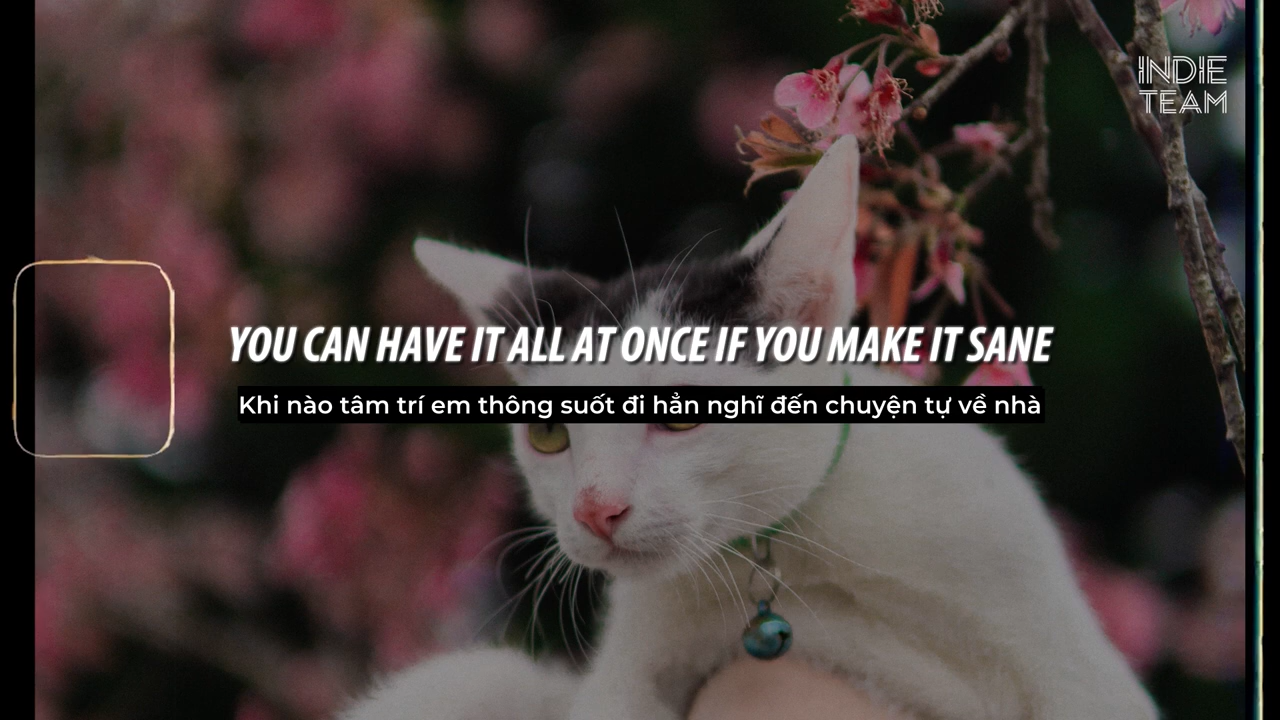 INDIE
TEAM
YOU CAN HAVE IT ALL AT ONCE IF YOU MAKE IT SANE
Khi nào tâm trí em thông suốt đi hẳn nghĩ đến chuyện tự về nhà